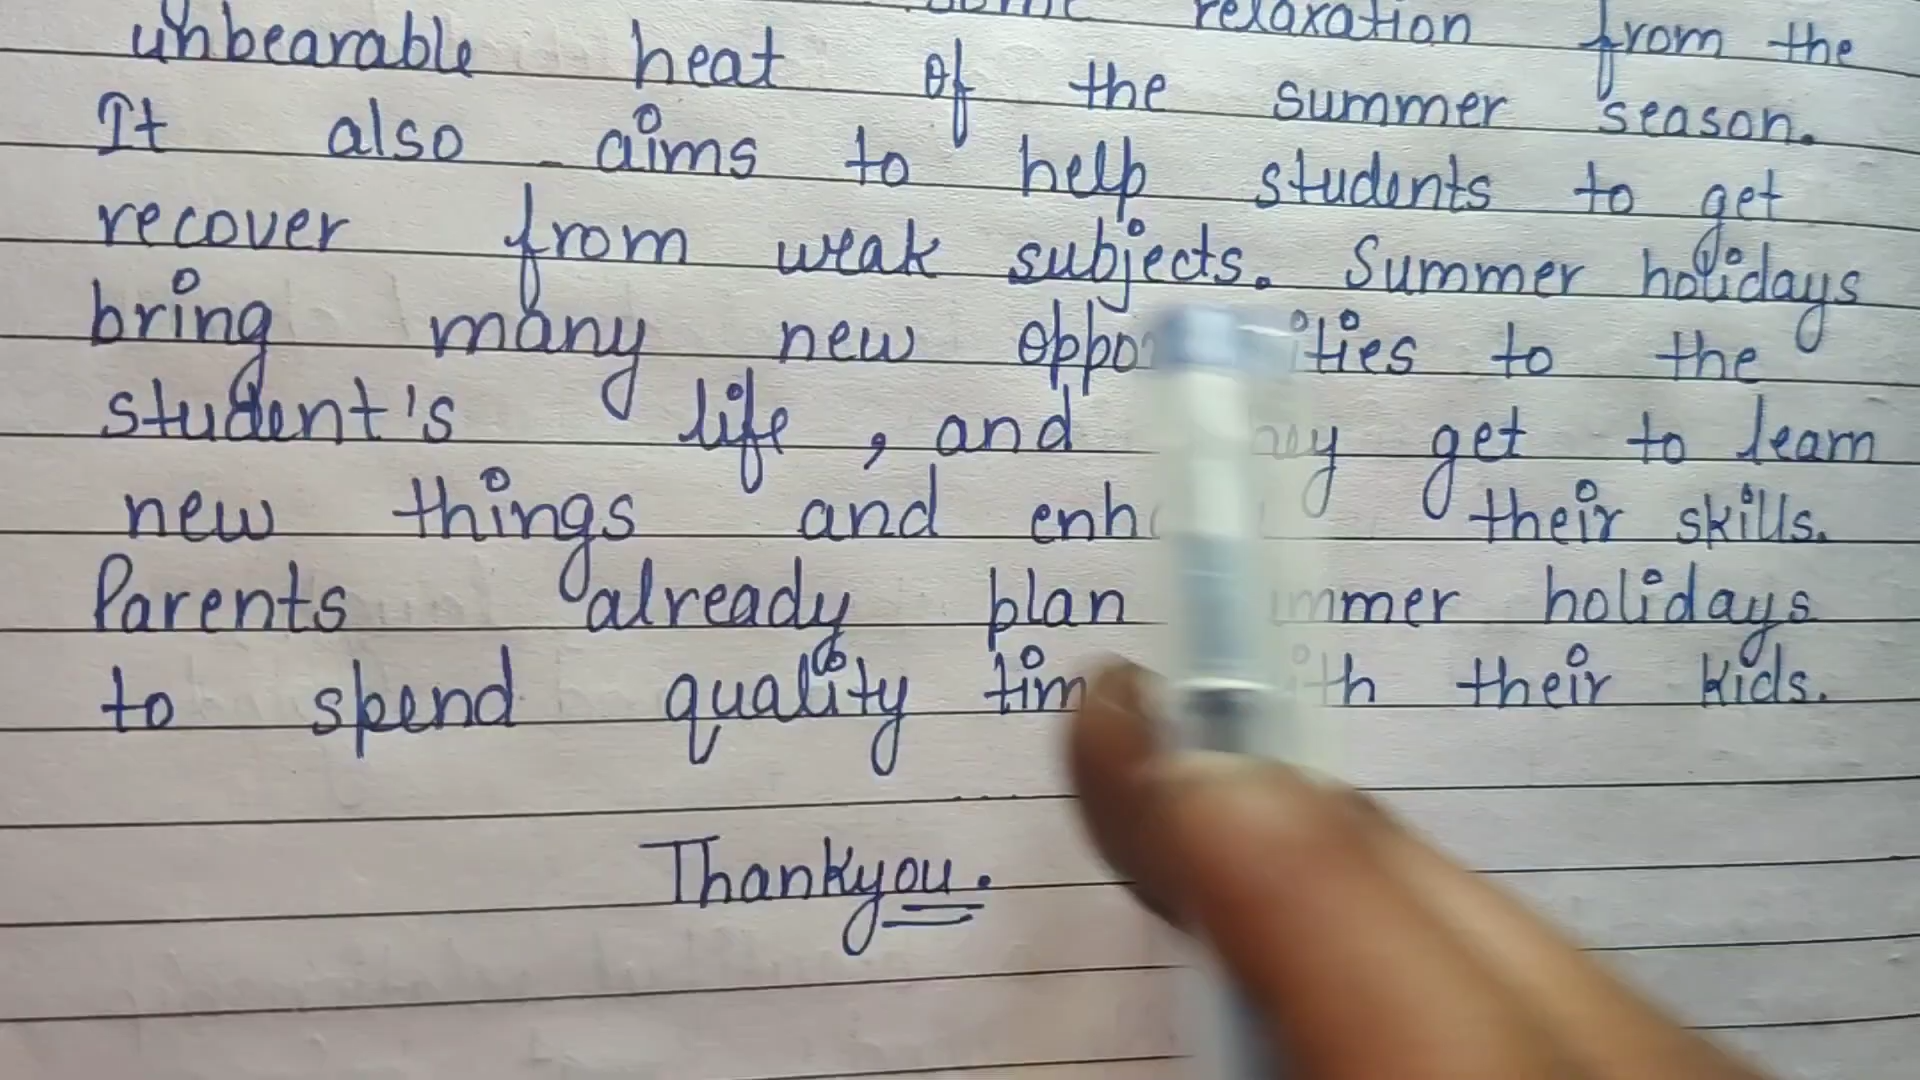 relaxation from the
unbearable heat of the summer season.
It also aims to help students to get
recover from weak subjects. Summer holidays
bring many new to the
student's life, and get to learn
new things and their skills.
Parents already plan holidays
to spend quality their kids.
Thankyou.